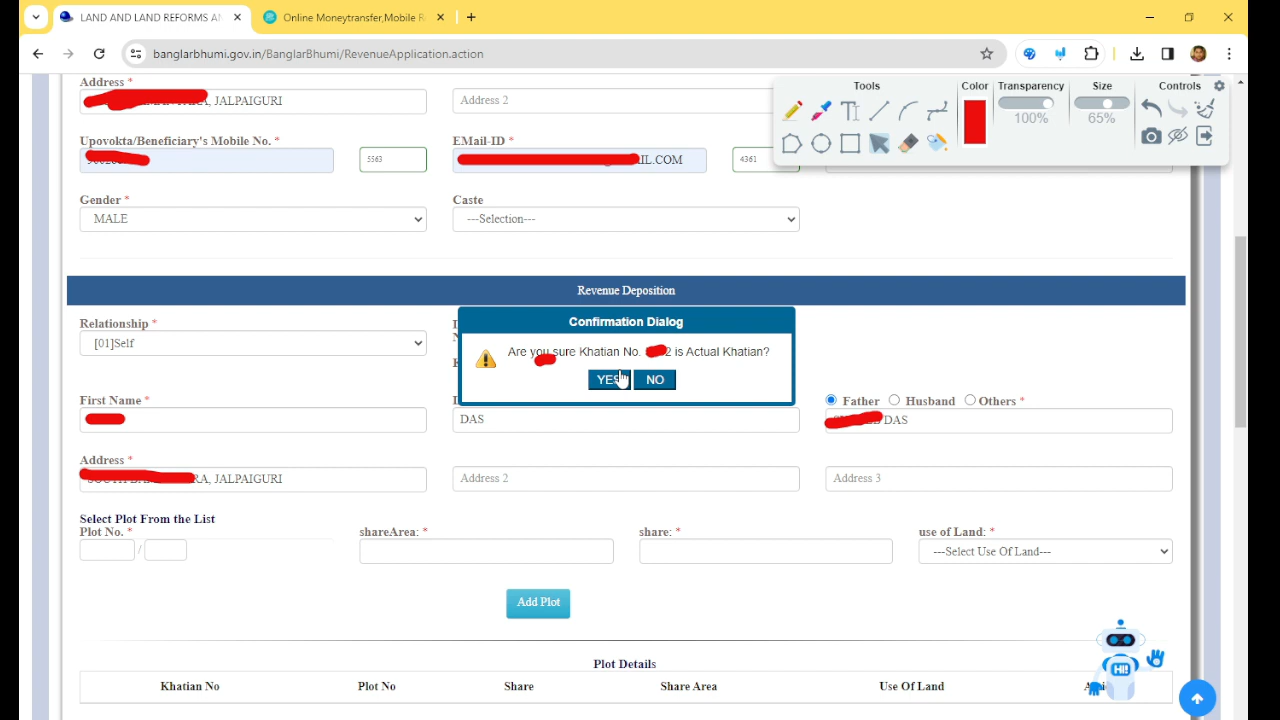 LAND AND LAND REFORMS AN
Online Moneytransfer,Mobile R
banglarbhumi.gov.in/BanglarBhumi/RevenueApplication.action
Tools Color Transparency Size Controls
100% 65%
Address *
, JALPAIGURI
Address 2
Upovokta/Beneficiary's Mobile No. *
EMail-ID *
5563
IL.COM
4361
Gender * Caste
MALE
---Selection---
Revenue Deposition
Relationship *
[01]Self
Confirmation Dialog
Are you sure Khatian No. 2 is Actual Khatian?
YES NO
First Name *
Father Husband Others *
DAS
DAS
Address *
RA, JALPAIGURI
Address 2
Address 3
Select Plot From the List
Plot No. * shareArea: * share: * use of Land: *
/
---Select Use Of Land---
Add Plot
Plot Details
Khatian No Plot No Share Share Area Use Of Land
HI!